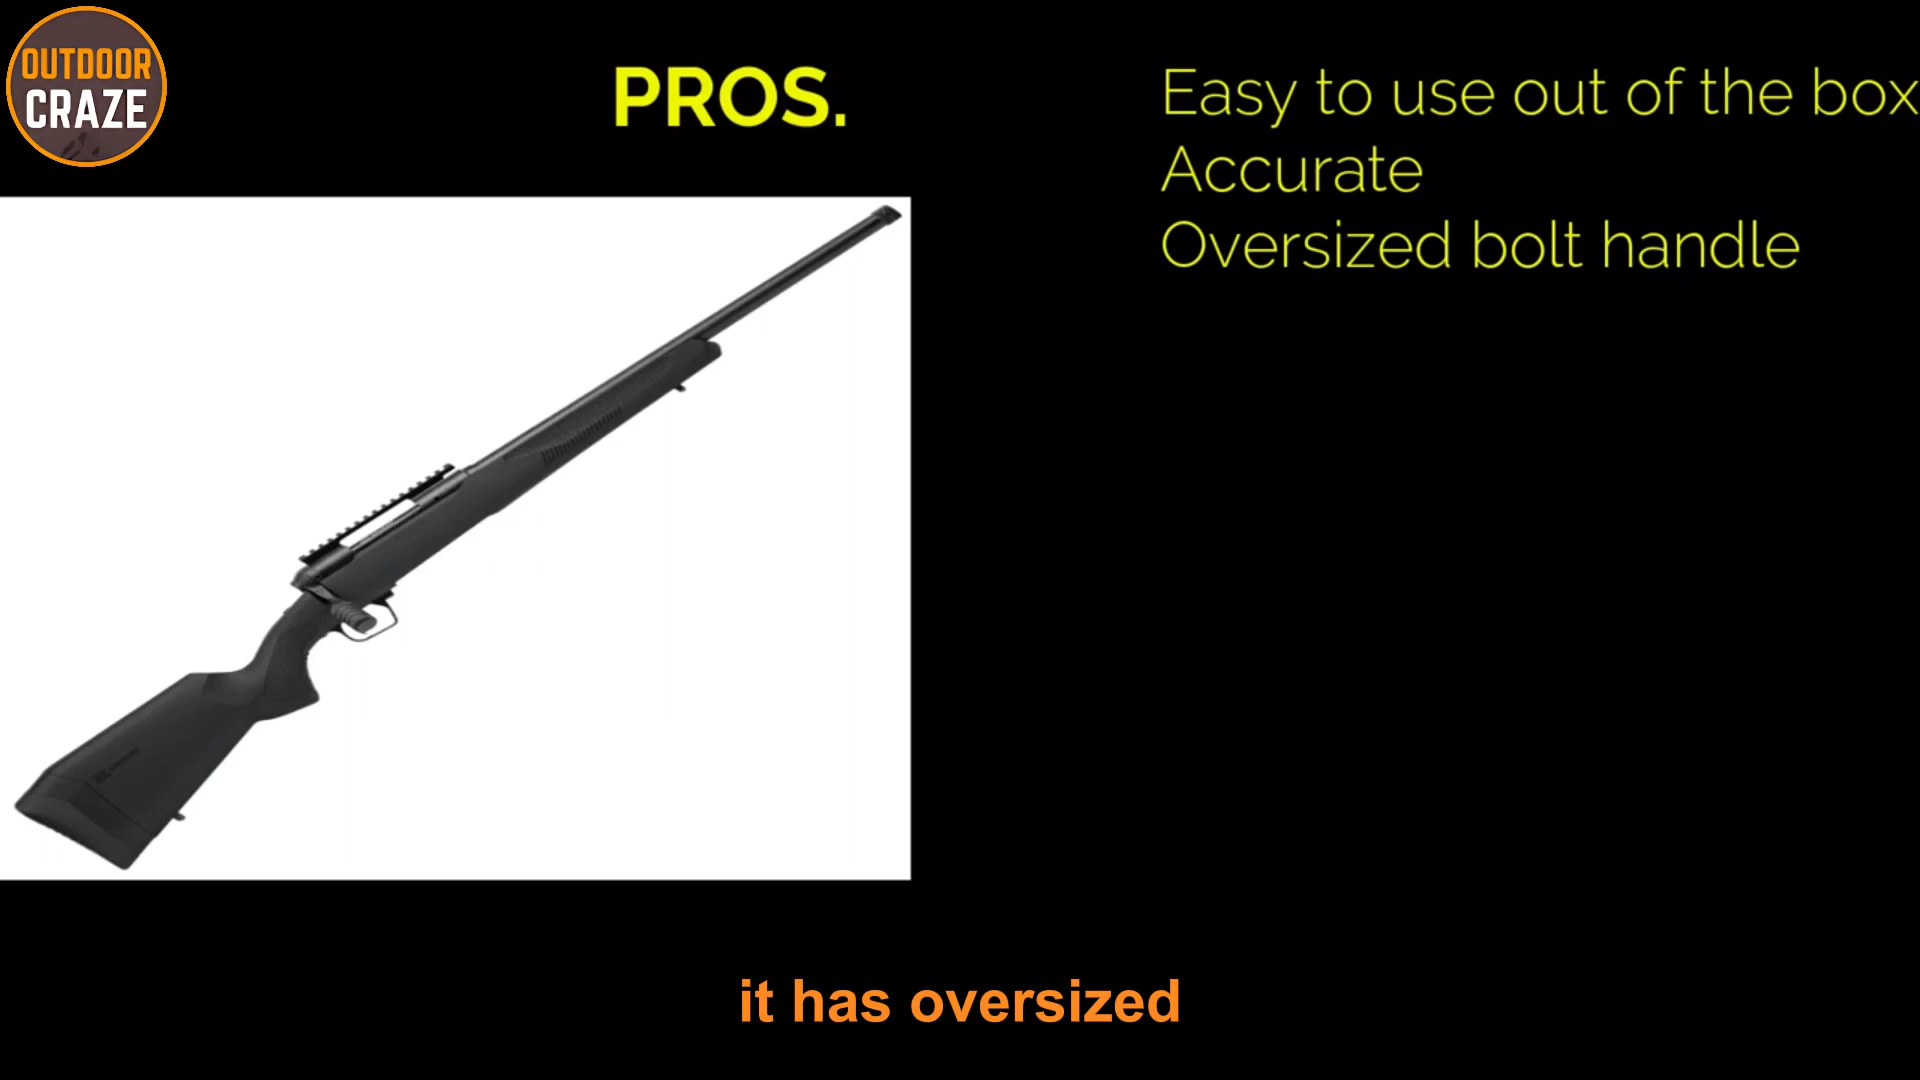 OUTDOOR
CRAZE
PROS.
Easy to use out of the box
Accurate
Oversized bolt handle
it has oversized